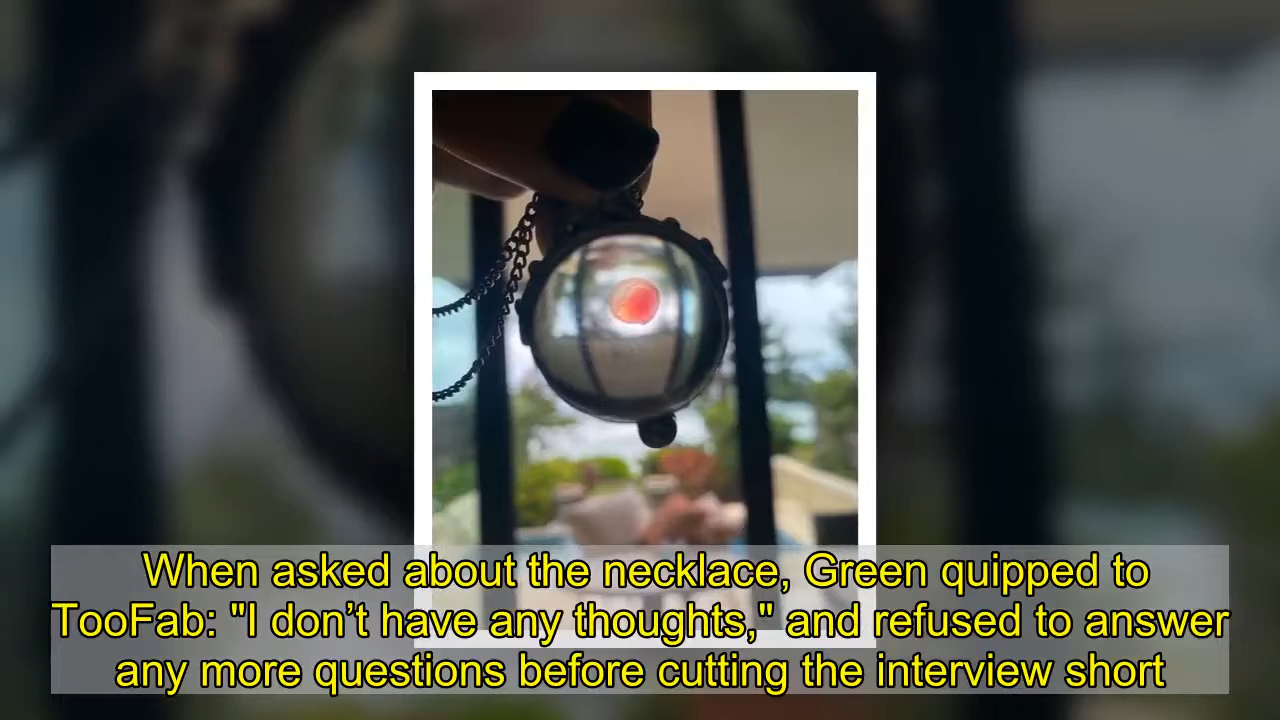 When asked about the necklace, Green quipped to
TooFab: "I don’t have any thoughts," and refused to answer
any more questions before cutting the interview short